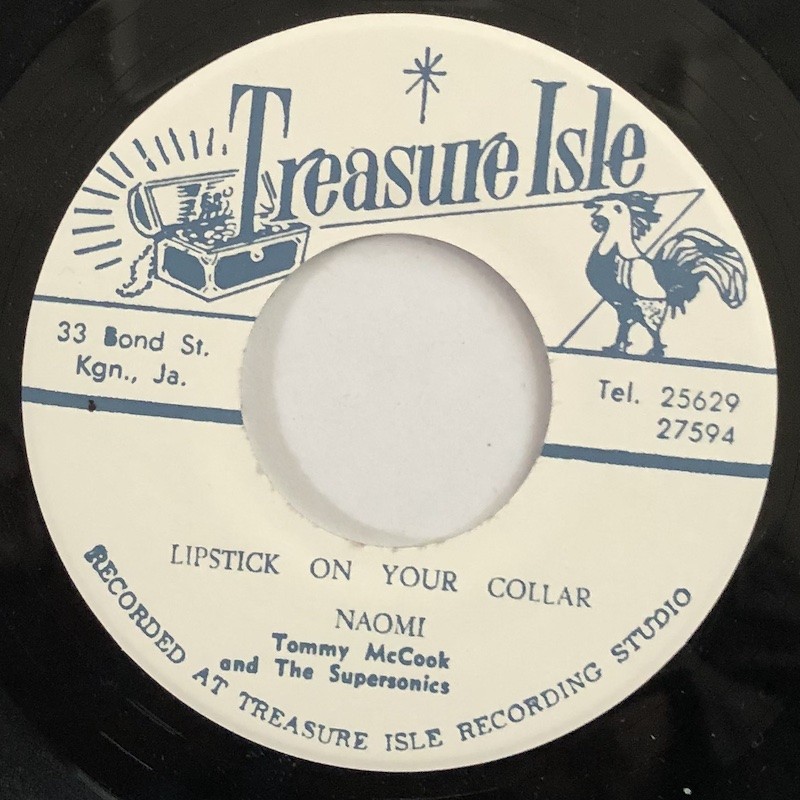 Treasure Isle
33 Bond St.
Kgn., Ja.
Tel. 25629
27594
LIPSTICK ON YOUR COLLAR
NAOMI
Tommy McCook
and The Supersonics
RECORDED AT TREASURE ISLE RECORDING STUDIO